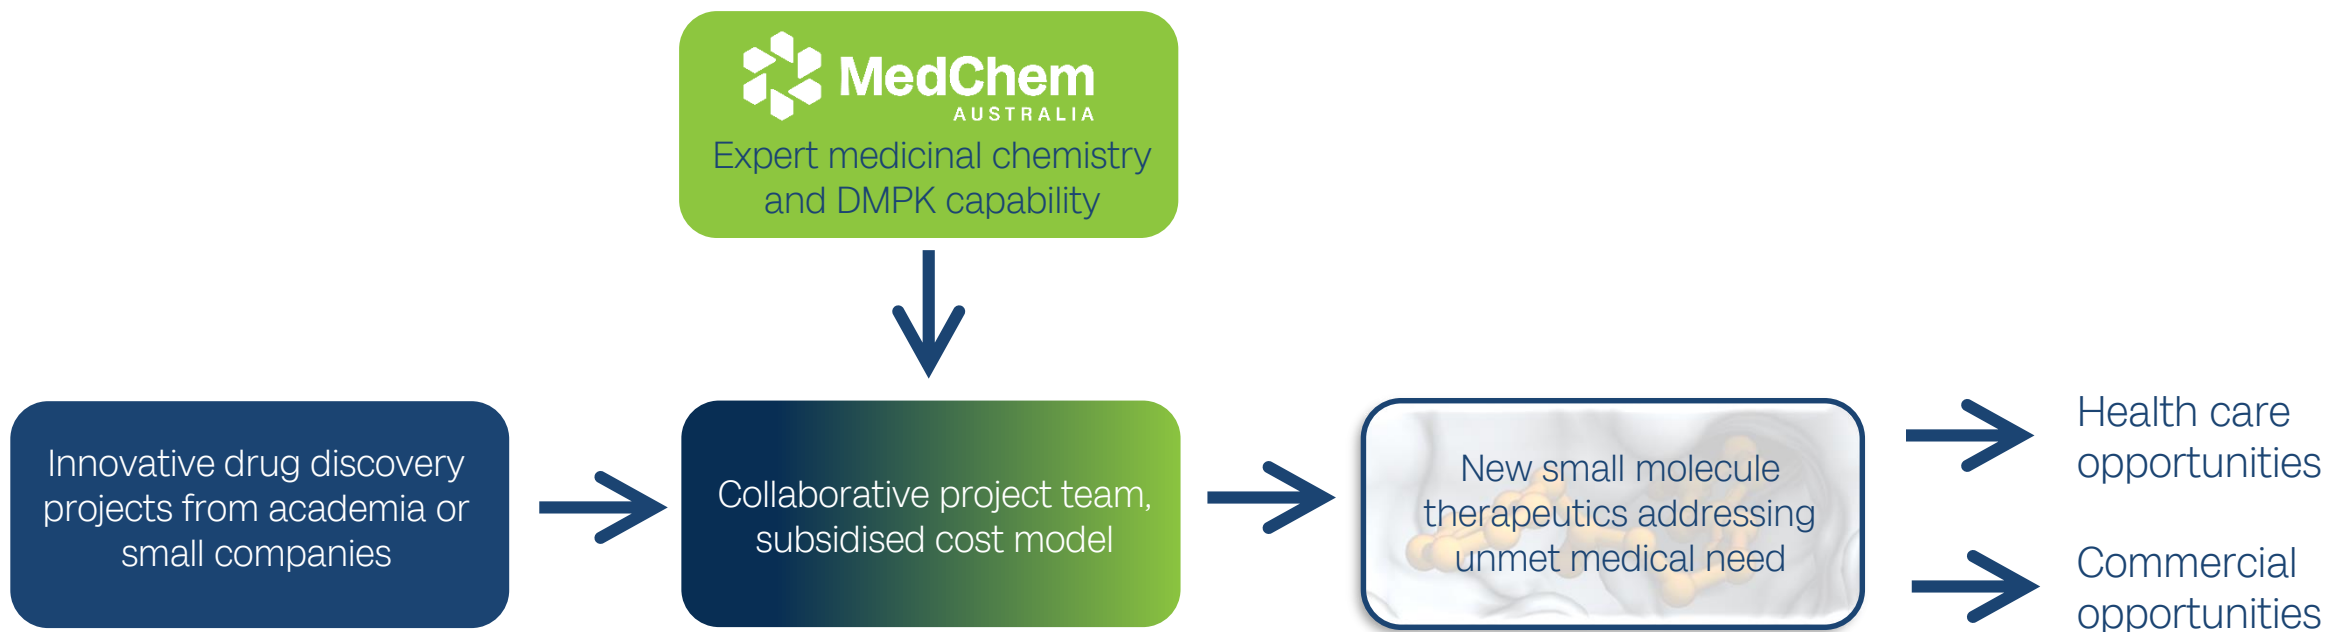 MedChem
AUSTRALIA
Expert medicinal chemistry
and DMPK capability
Innovative drug discovery
projects from academia or
small companies
Collaborative project team,
subsidised cost model
New small molecule
therapeutics addressing
unmet medical need
Health care
opportunities
Commercial
opportunities